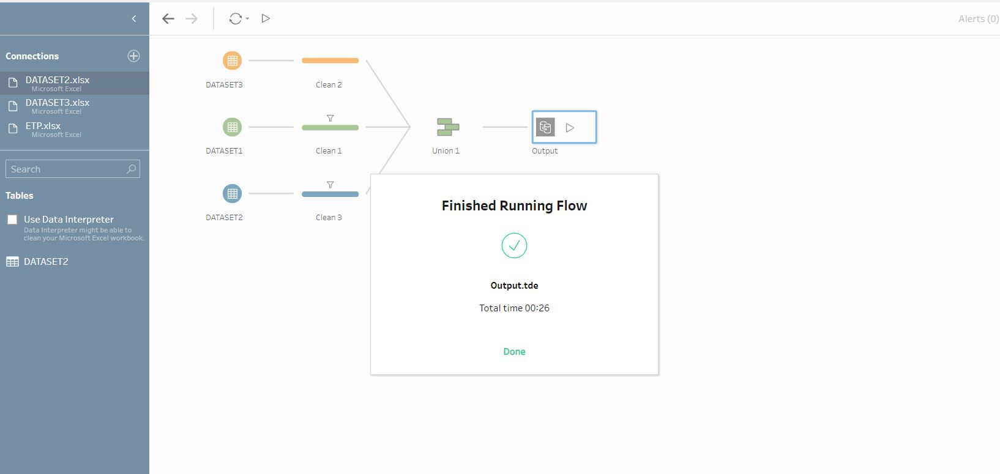 Alerts (0)
Connections
DATASET2.xlsx
Microsoft Excel
DATASET3.xlsx
Microsoft Excel
ETP.xlsx
Microsoft Excel
Search
Tables
Use Data Interpreter
Data Interpreter might be able to
clean your Microsoft Excel workbook.
DATASET2
DATASET3
Clean 2
DATASET1
Clean 1
Union 1
Output
DATASET2
Clean 3
Finished Running Flow
Output.tde
Total time 00:26
Done